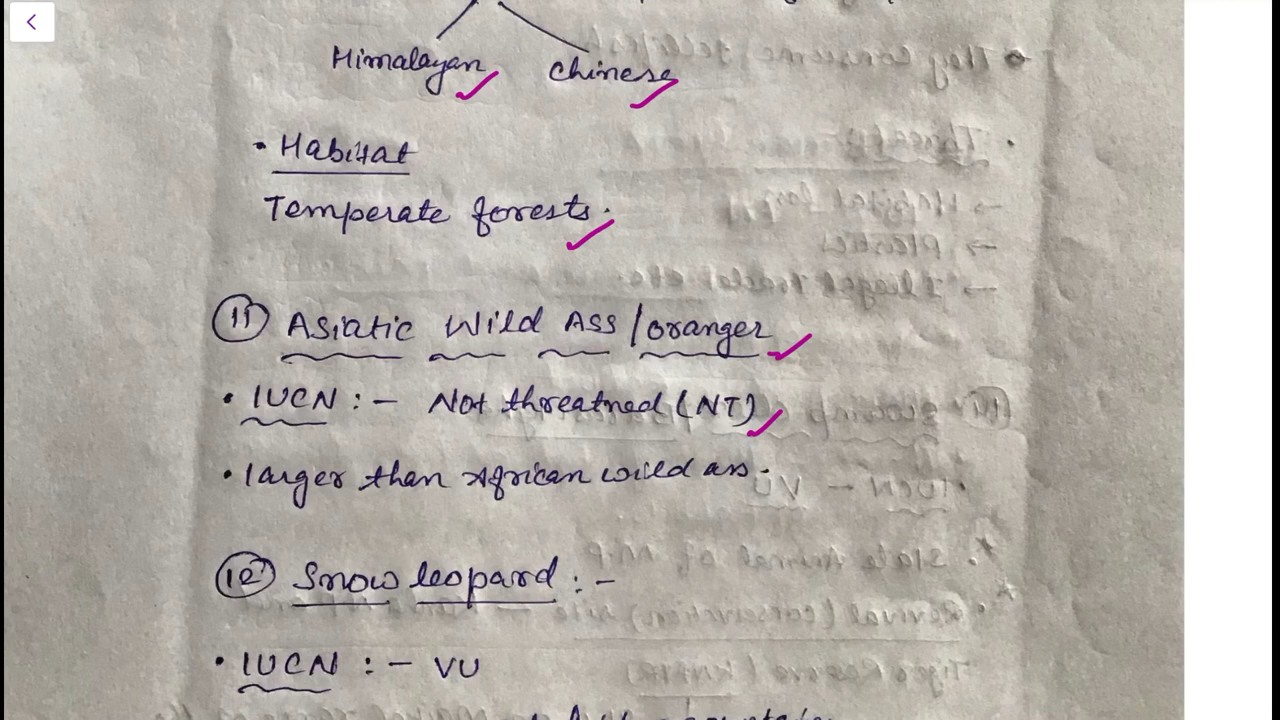 Himalayan chinese
• Habitat
Temperate forests.
11 Asiatic Wild Ass/oranger
• IUCN :- Not threatned (NT)
• larger than African wild ass.
12 Snow leopard :-
• IUCN :- VU